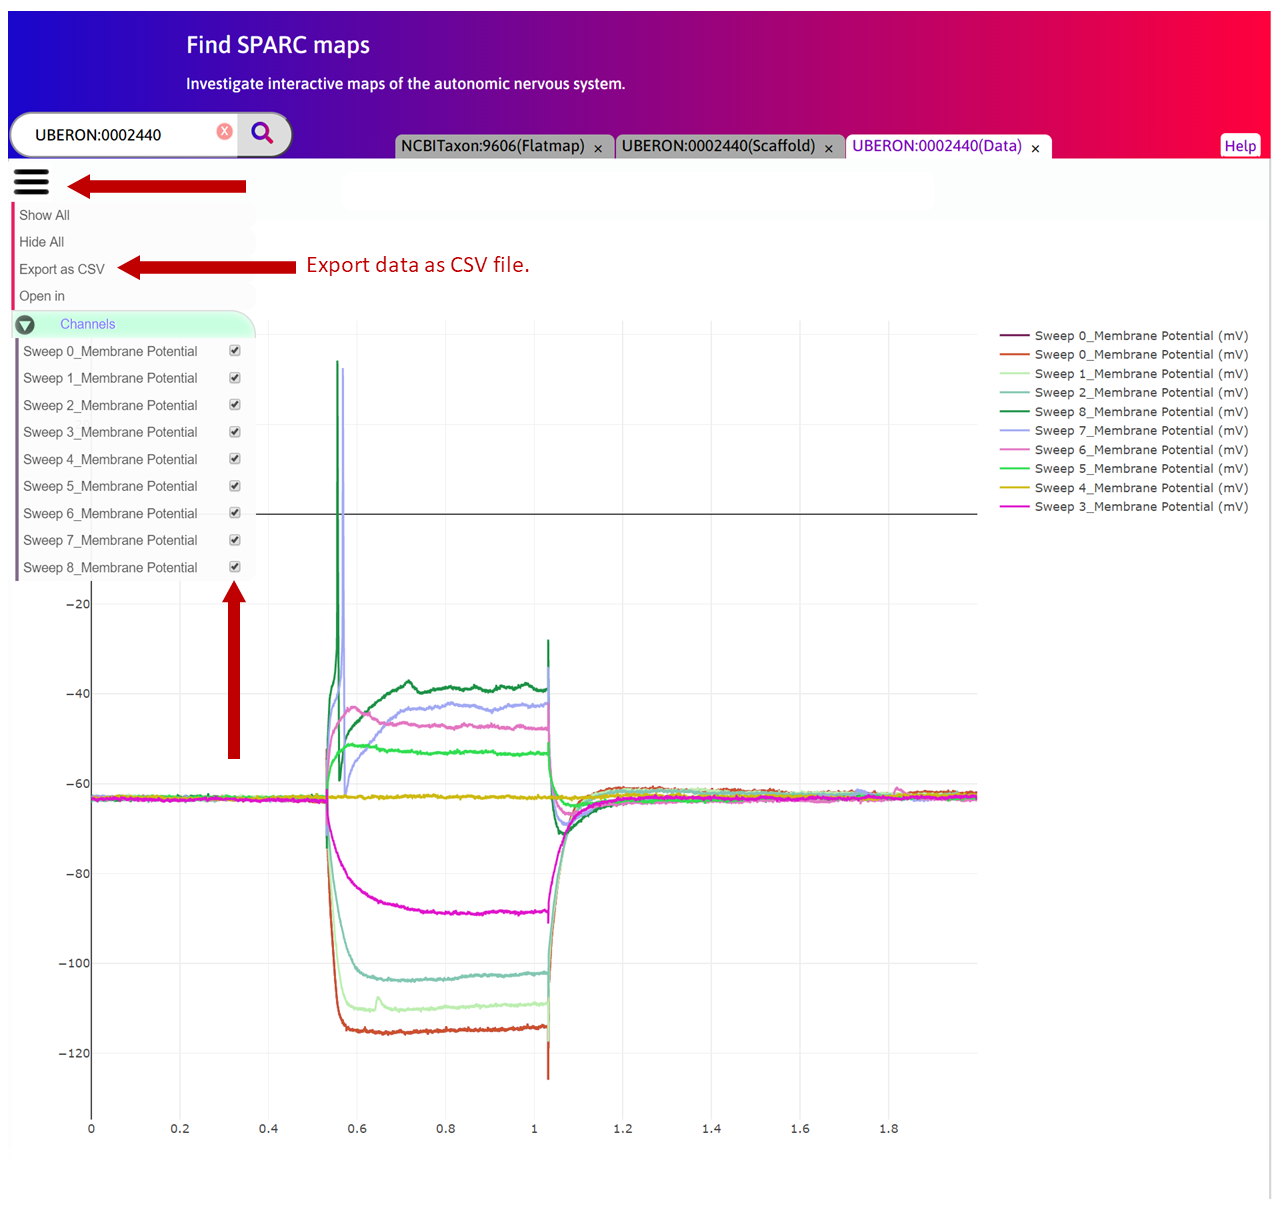 Find SPARC maps
Investigate interactive maps of the autonomic nervous system.
UBERON:0002440 X
NCBITaxon:9606(Flatmap) × UBERON:0002440(Scaffold) × UBERON:0002440(Data) × Help
Show All
Hide All
Export as CSV
Export data as CSV file.
Open in
Channels
Sweep 0_Membrane Potential
Sweep 1_Membrane Potential
Sweep 2_Membrane Potential
Sweep 3_Membrane Potential
Sweep 4_Membrane Potential
Sweep 5_Membrane Potential
Sweep 6_Membrane Potential
Sweep 7_Membrane Potential
Sweep 8_Membrane Potential
Sweep 0_Membrane Potential (mV)
Sweep 0_Membrane Potential (mV)
Sweep 1_Membrane Potential (mV)
Sweep 2_Membrane Potential (mV)
Sweep 8_Membrane Potential (mV)
Sweep 7_Membrane Potential (mV)
Sweep 6_Membrane Potential (mV)
Sweep 5_Membrane Potential (mV)
Sweep 4_Membrane Potential (mV)
Sweep 3_Membrane Potential (mV)
−20
−40
−60
−80
−100
−120
0 0.2 0.4 0.6 0.8 1 1.2 1.4 1.6 1.8